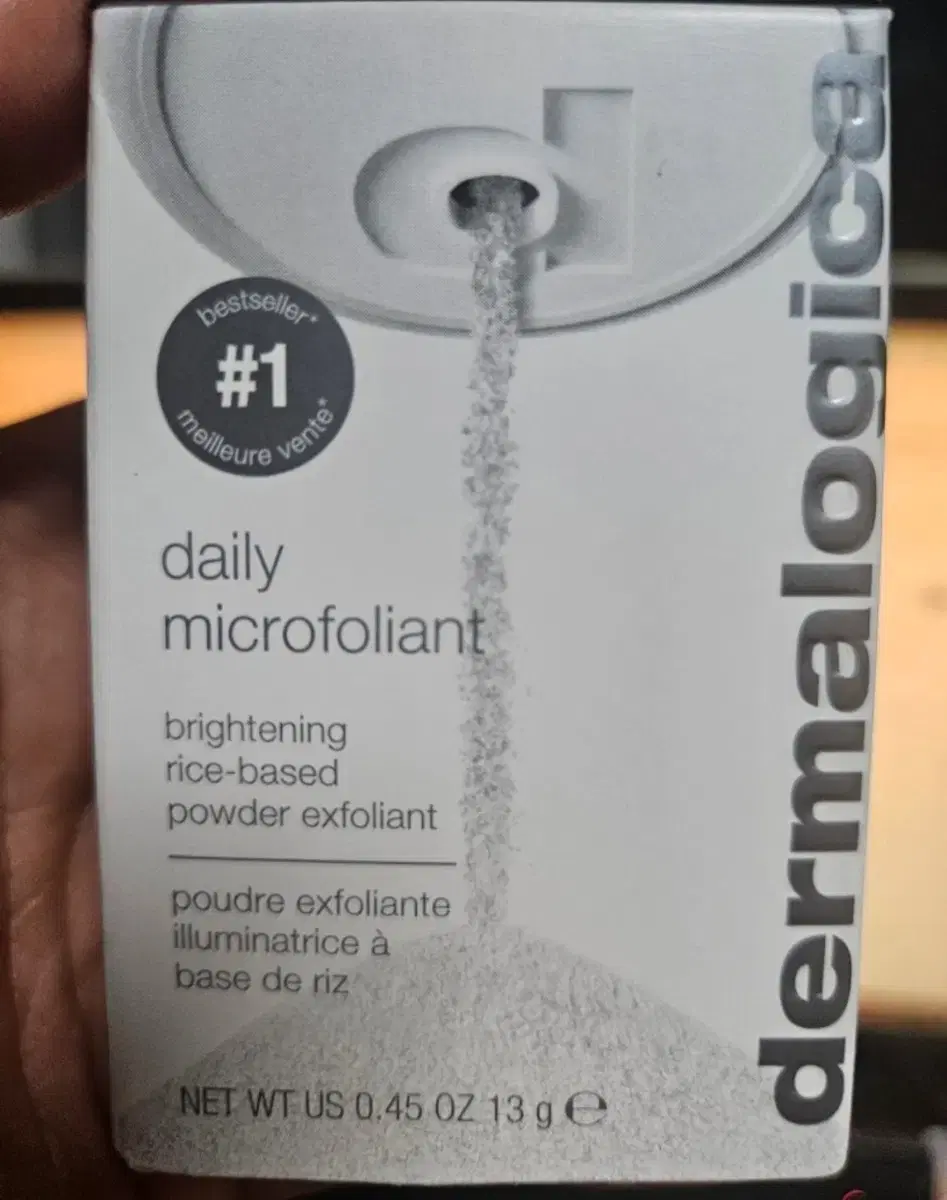 bestseller*
#1
meilleure vente*
daily
microfoliant
brightening
rice-based
powder exfoliant
poudre exfoliante
illuminatrice à
base de riz
NET WT US 0.45 OZ 13 g ℮
dermalogica